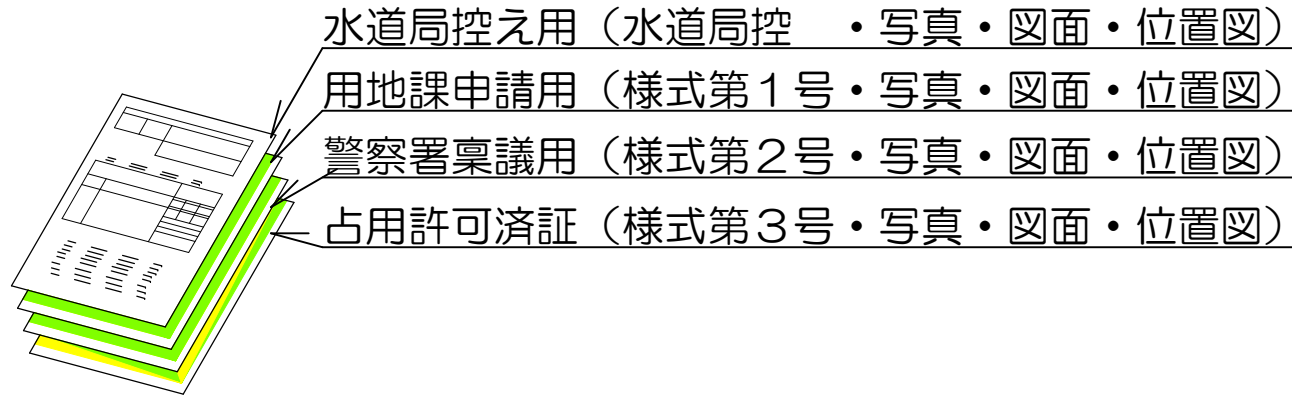 水道局控え用（水道局控　・写真・図面・位置図）
用地課申請用（様式第１号・写真・図面・位置図）
警察署稟議用（様式第２号・写真・図面・位置図）
占用許可済証（様式第３号・写真・図面・位置図）